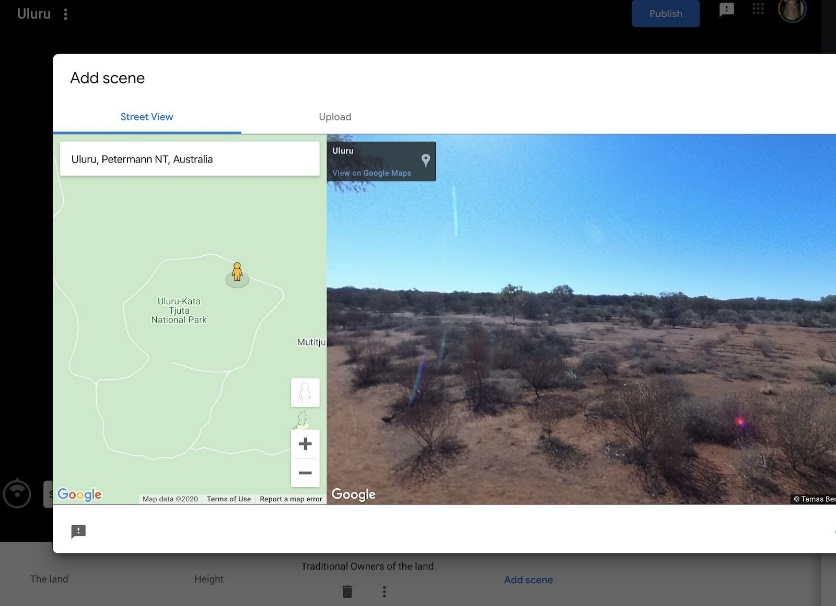 Uluru
Publish
Add scene
Street View
Upload
Uluru, Petermann NT, Australia
Uluru
View on Google Maps
Uluru-Kata
Tjuta
National Park
Mutitju
Google
Map data ©2020
Terms of Use
Report a map error
Google
© Tamas Ber
Traditional Owners of the land.
The land
Height
Add scene